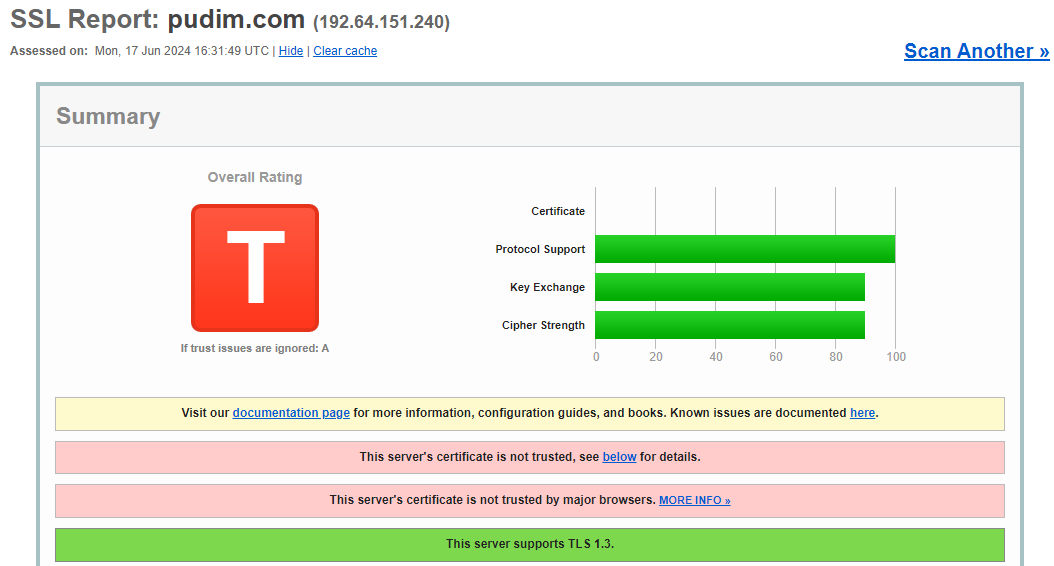 SSL Report: pudim.com (192.64.151.240)
Assessed on: Mon, 17 Jun 2024 16:31:49 UTC | Hide | Clear cache
Scan Another »
Summary
Overall Rating
T
If trust issues are ignored: A
Certificate
Protocol Support
Key Exchange
Cipher Strength
0 20 40 60 80 100
Visit our documentation page for more information, configuration guides, and books. Known issues are documented here.
This server's certificate is not trusted, see below for details.
This server's certificate is not trusted by major browsers. MORE INFO »
This server supports TLS 1.3.